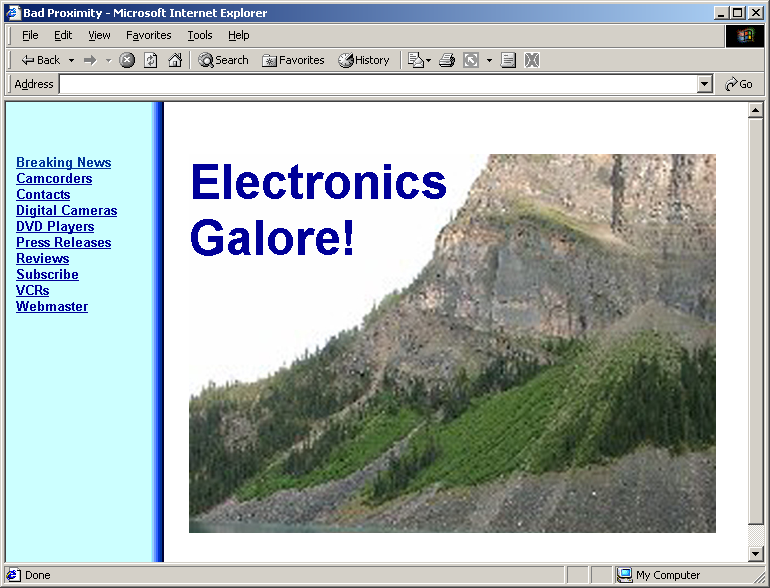 Bad Proximity - Microsoft Internet Explorer
File Edit View Favorites Tools Help
Back Search Favorites History
Address Go
Breaking News
Camcorders
Contacts
Digital Cameras
DVD Players
Press Releases
Reviews
Subscribe
VCRs
Webmaster
Electronics
Galore!
Done My Computer